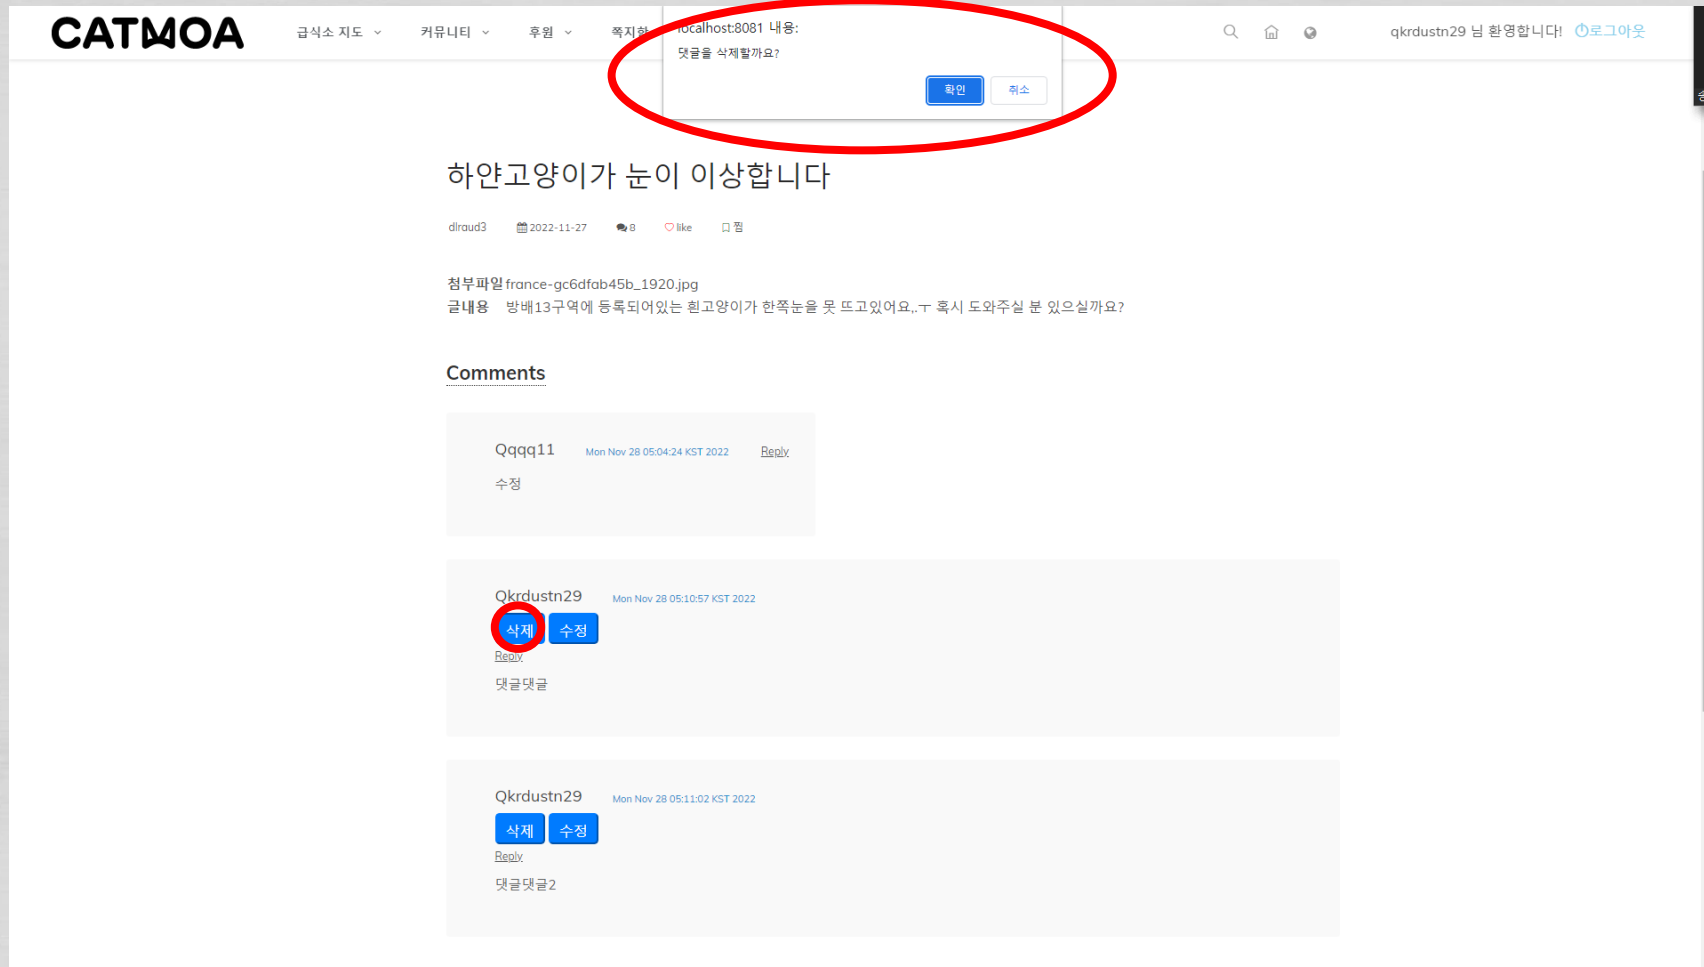 CATMOA 급식소 지도 커뮤니티 후원 쪽지함 qkrdustn29 님 환영합니다! 로그아웃
localhost:8081 내용:
댓글을 삭제할까요?
확인 취소
하얀고양이가 눈이 이상합니다
dlraud3 2022-11-27 8 like 찜
첨부파일 france-gc6dfab45b_1920.jpg
글내용 방배13구역에 등록되어있는 흰고양이가 한쪽눈을 못 뜨고있어요,.ㅜ 혹시 도와주실 분 있으실까요?
Comments
Qqqq11 Mon Nov 28 05:04:24 KST 2022 Reply
수정
Qkrdustn29 Mon Nov 28 05:10:57 KST 2022
삭제 수정
Reply
댓글댓글
Qkrdustn29 Mon Nov 28 05:11:02 KST 2022
삭제 수정
Reply
댓글댓글2